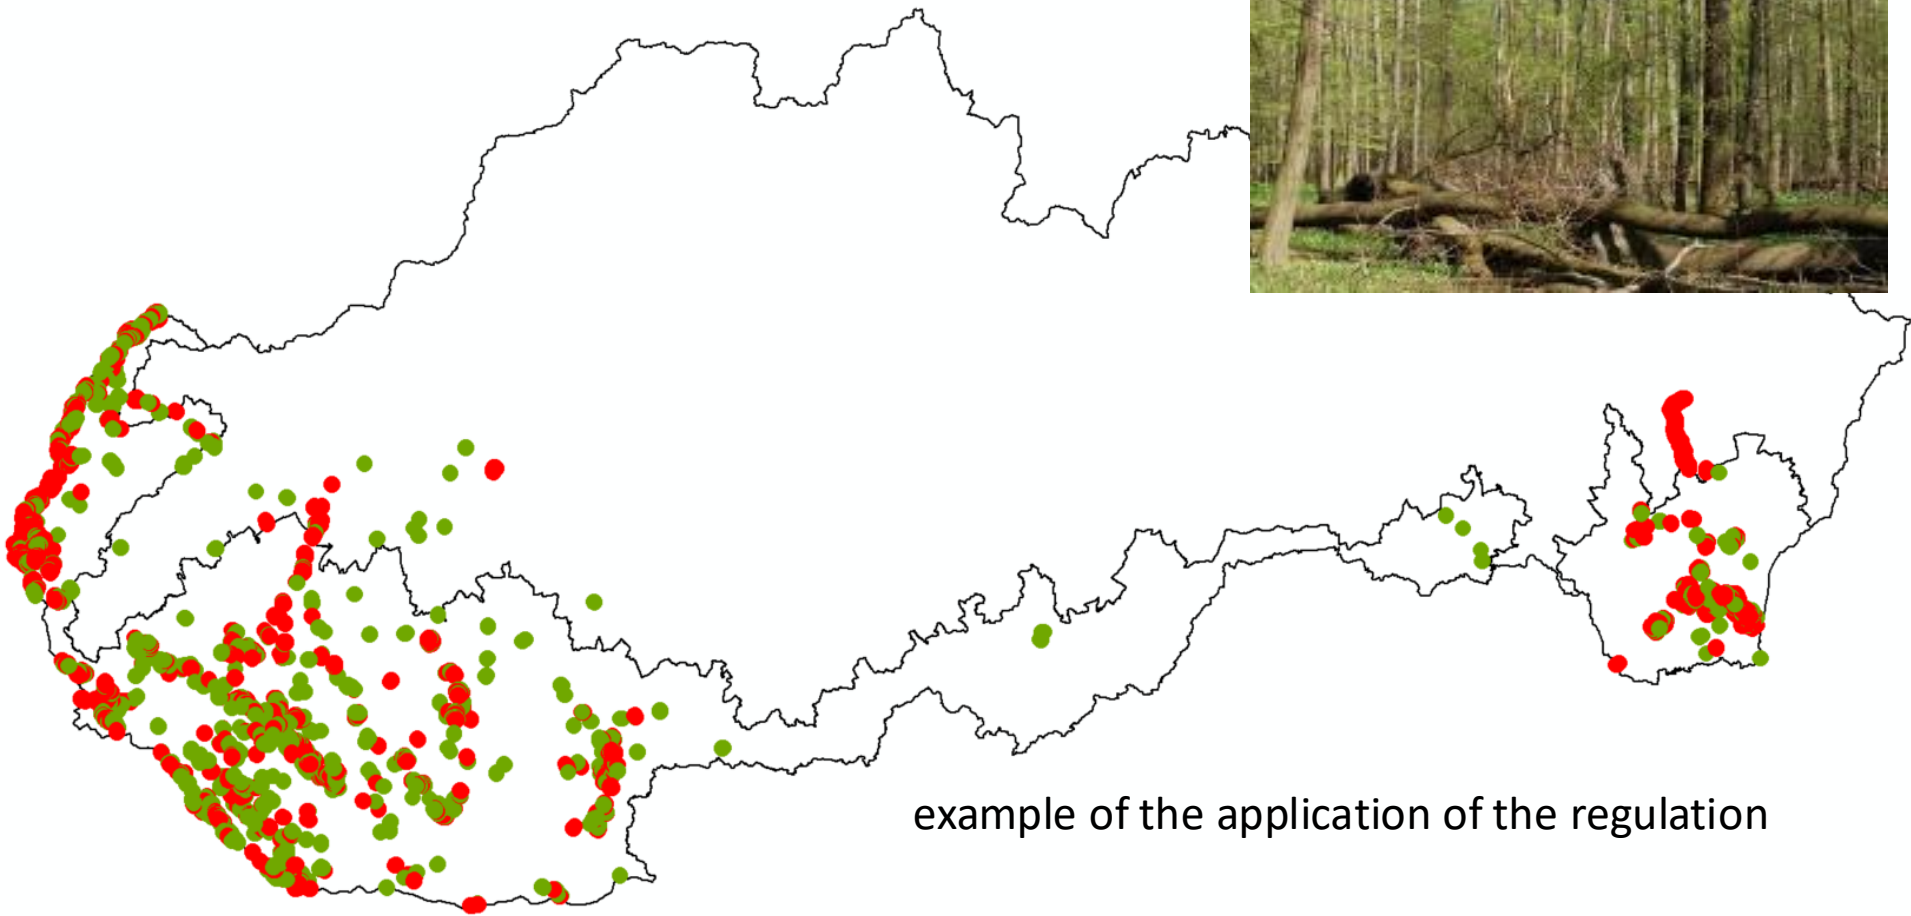 example of the application of the regulation